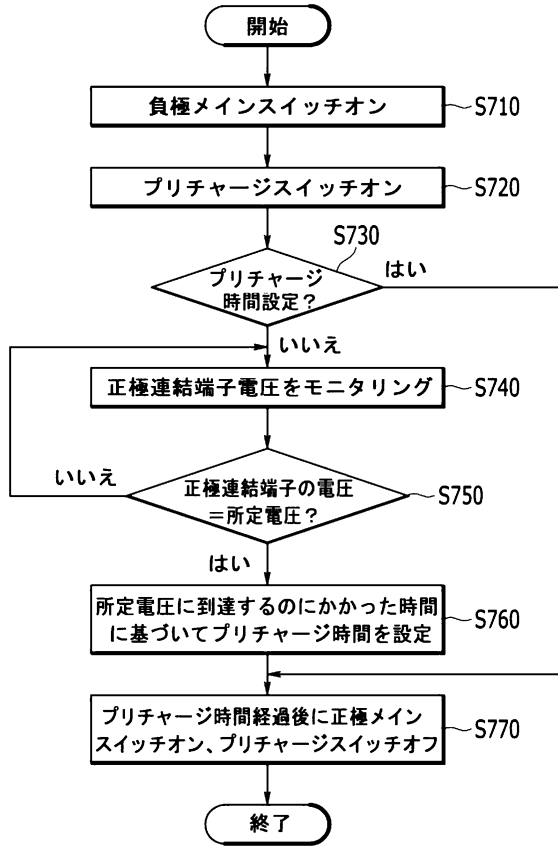 開始
負極メインスイッチオン
S710
プリチャージスイッチオン
S720
S730
プリチャージ
時間設定?
はい
いいえ
正極連結端子電圧をモニタリング
S740
いいえ
正極連結端子の電圧
=所定電圧?
S750
はい
所定電圧に到達するのにかかった時間
に基づいてプリチャージ時間を設定
S760
プリチャージ時間経過後に正極メイン
スイッチオン、プリチャージスイッチオフ
S770
終了